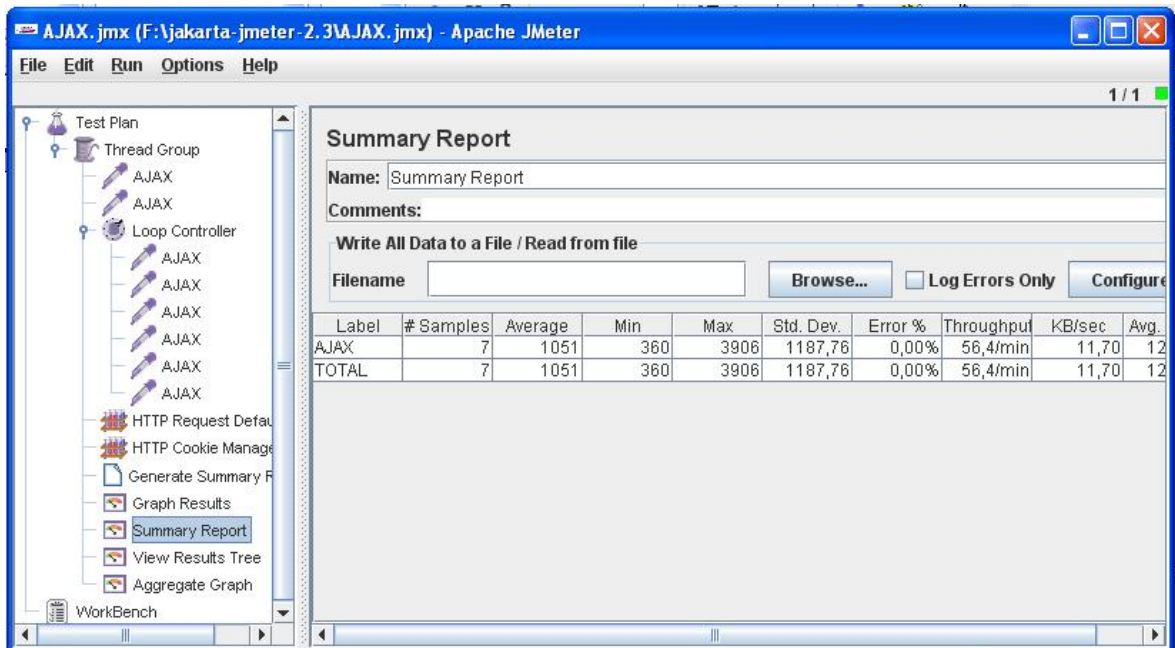 AJAX.jmx (F:\jakarta-jmeter-2.3\AJAX.jmx) - Apache JMeter
File Edit Run Options Help
1 / 1
Test Plan
Thread Group
AJAX
AJAX
Loop Controller
AJAX
AJAX
AJAX
AJAX
AJAX
AJAX
HTTP Request Defau
HTTP Cookie Manage
Generate Summary R
Graph Results
Summary Report
View Results Tree
Aggregate Graph
WorkBench
Summary Report
Name: Summary Report
Comments:
Write All Data to a File / Read from file
Filename Browse... Log Errors Only Configure
Label # Samples Average Min Max Std. Dev. Error % Throughput KB/sec Avg.
AJAX 7 1051 360 3906 1187,76 0,00% 56,4/min 11,70 12
TOTAL 7 1051 360 3906 1187,76 0,00% 56,4/min 11,70 12